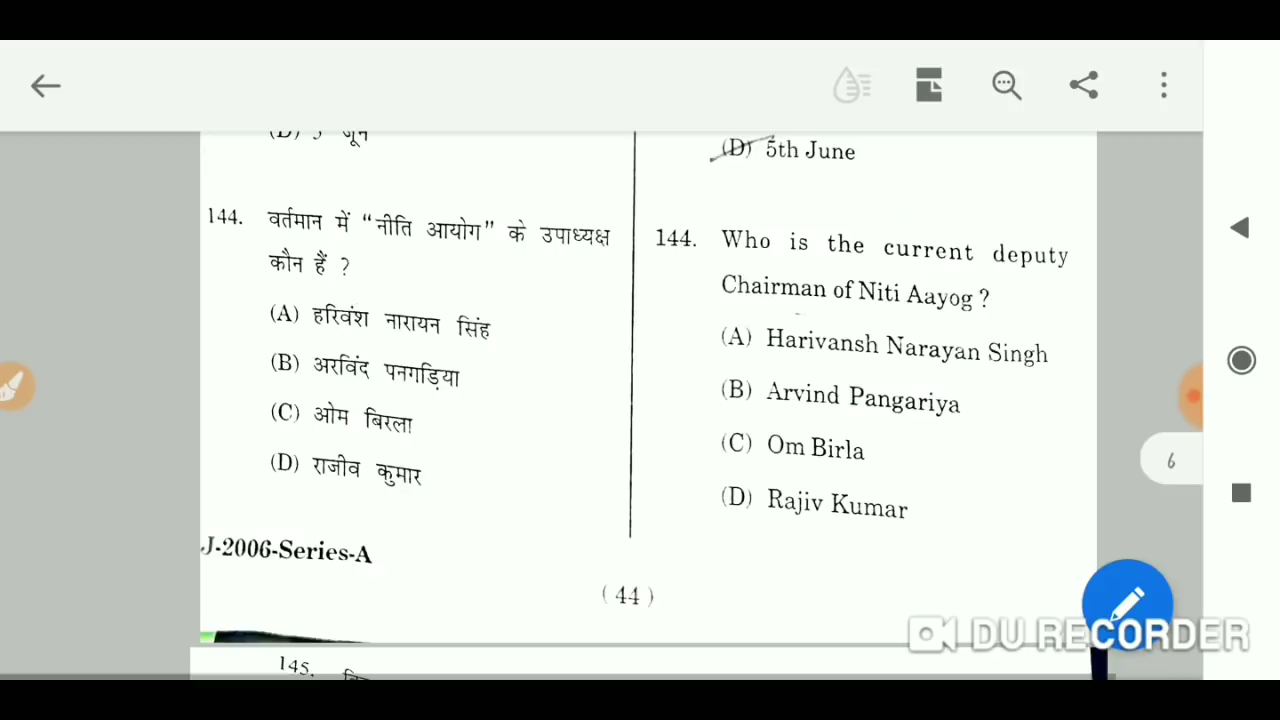 (D) 5 जून
144. वर्तमान में “नीति आयोग” के उपाध्यक्ष
कौन हैं ?
(A) हरिवंश नारायन सिंह
(B) अरविंद पनगड़िया
(C) ओम बिरला
(D) राजीव कुमार
J-2006-Series-A
(D) 5th June
144. Who is the current deputy
Chairman of Niti Aayog ?
(A) Harivansh Narayan Singh
(B) Arvind Pangariya
(C) Om Birla
(D) Rajiv Kumar
( 44 )
145.
6
DU RECORDER